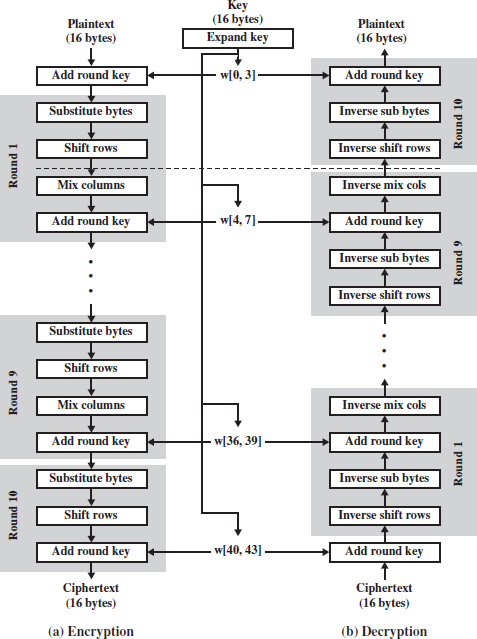 Key
(16 bytes)
Expand key
Plaintext
(16 bytes)
Add round key
Round 1
Substitute bytes
Shift rows
Mix columns
Add round key
Round 9
Substitute bytes
Shift rows
Mix columns
Add round key
Round 10
Substitute bytes
Shift rows
Add round key
Ciphertext
(16 bytes)
(a) Encryption
w[0, 3]
w[4, 7]
w[36, 39]
w[40, 43]
Plaintext
(16 bytes)
Add round key
Inverse sub bytes
Inverse shift rows
Round 10
Inverse mix cols
Add round key
Inverse sub bytes
Inverse shift rows
Round 9
Inverse mix cols
Add round key
Inverse sub bytes
Inverse shift rows
Round 1
Add round key
Ciphertext
(16 bytes)
(b) Decryption